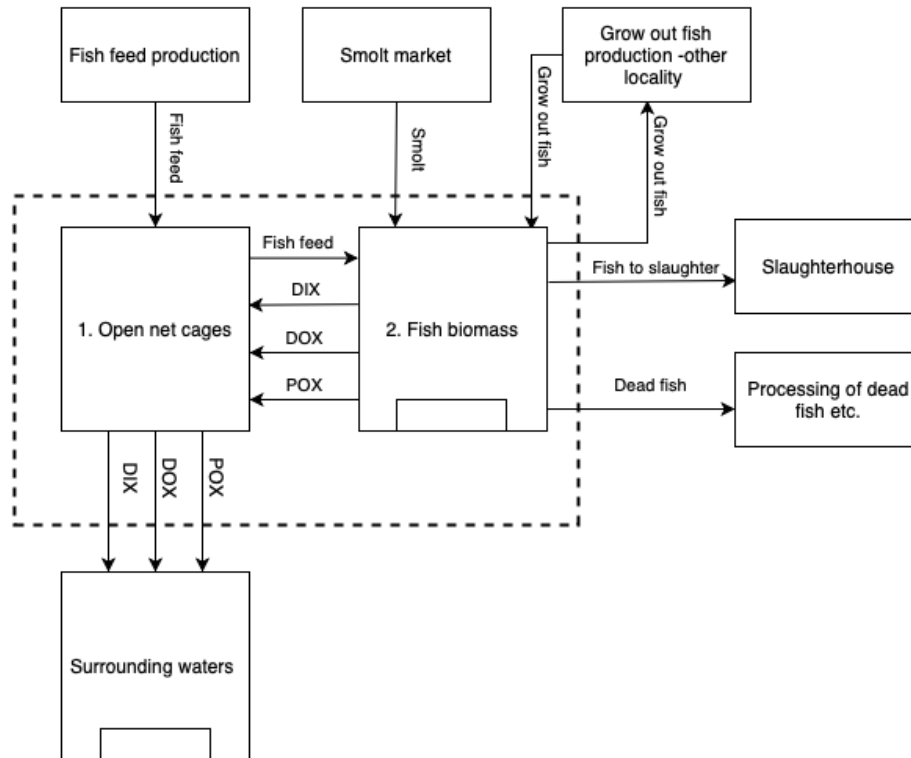 Fish feed production
Smolt market
Grow out fish
production -other
locality
Fish feed
Smolt
Grow out fish
Grow out fish
1. Open net cages
Fish feed
DIX
DOX
POX
2. Fish biomass
Fish to slaughter
Slaughterhouse
Dead fish
Processing of dead
fish etc.
DIX
DOX
POX
Surrounding waters